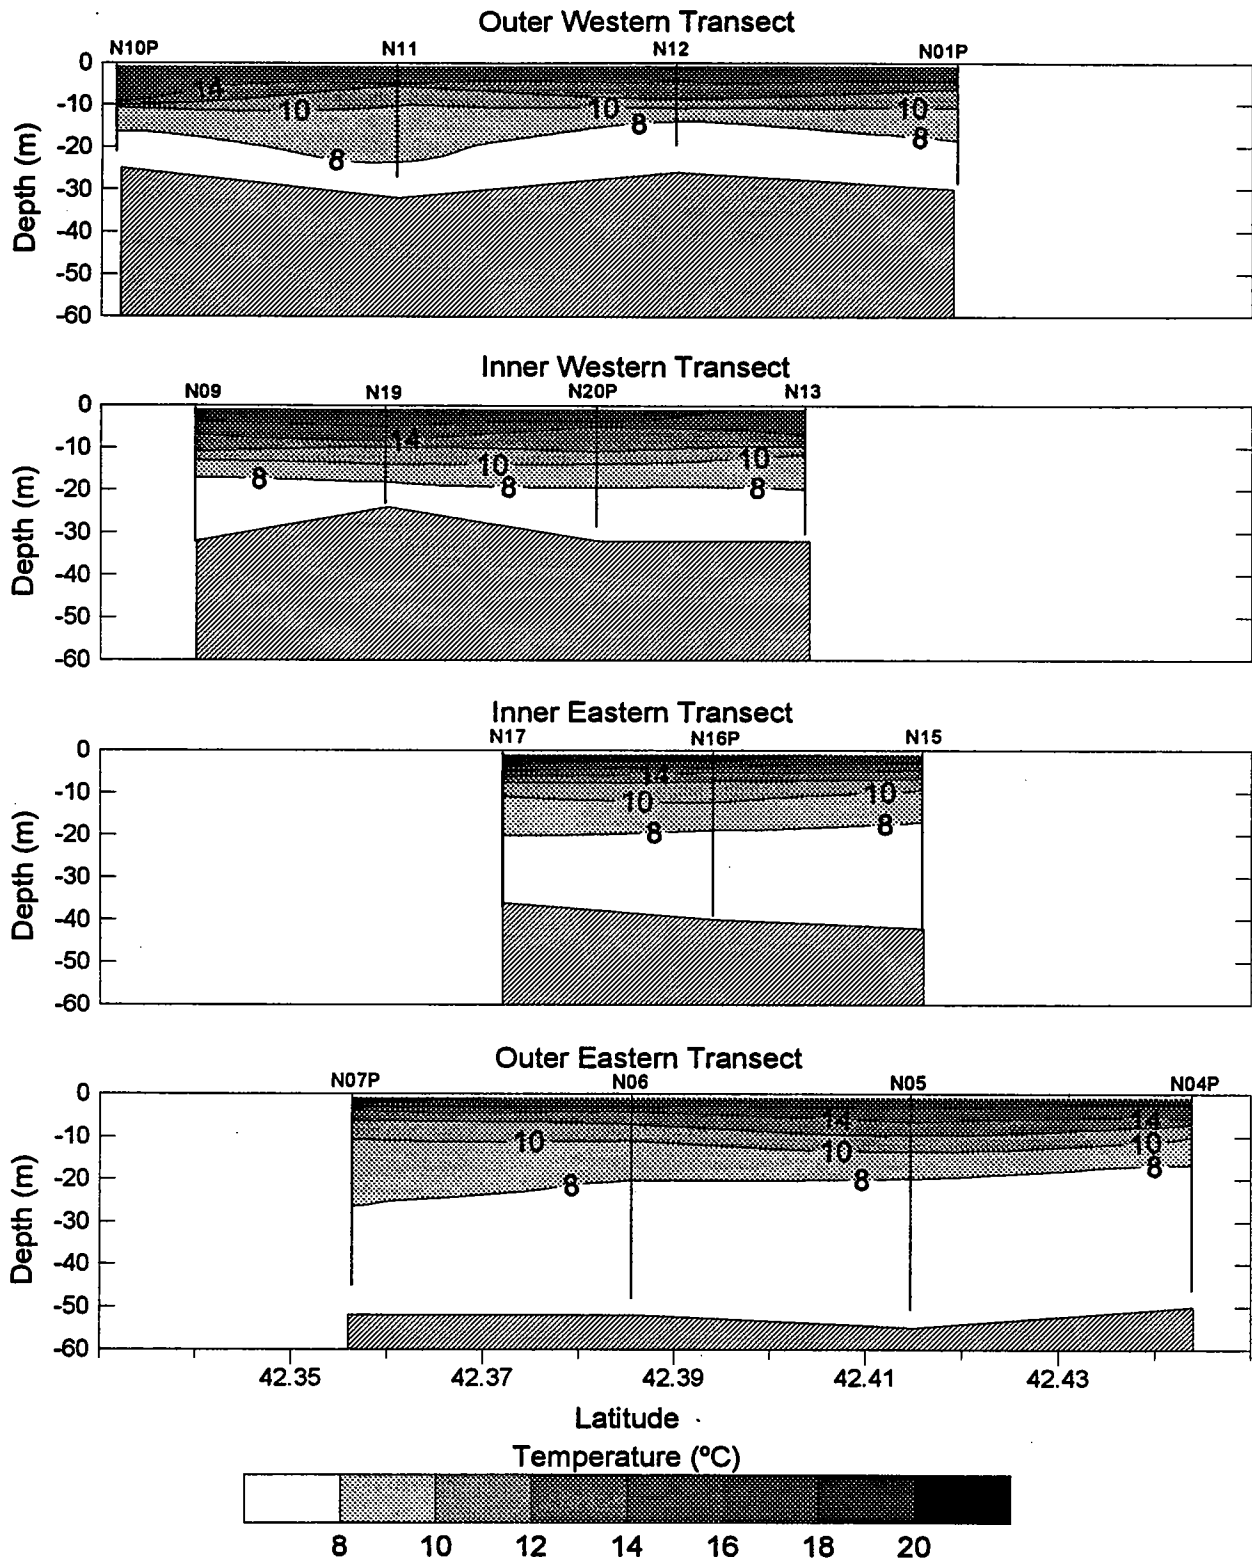 Outer Western Transect
N10P N11 N12 N01P
0
-10
-20
-30
-40
-50
-60
Depth (m)
14 10 8 10 8 10 8
Inner Western Transect
N09 N19 N20P N13
0
-10
-20
-30
-40
-50
-60
Depth (m)
8 14 10 8 10 8
Inner Eastern Transect
N17 N16P N15
0
-10
-20
-30
-40
-50
-60
Depth (m)
14 10 8 10 8
Outer Eastern Transect
N07P N06 N05 N04P
0
-10
-20
-30
-40
-50
-60
Depth (m)
10 8 14 10 8 14 10 8
42.35 42.37 42.39 42.41 42.43
Latitude
Temperature (ºC)
8 10 12 14 16 18 20